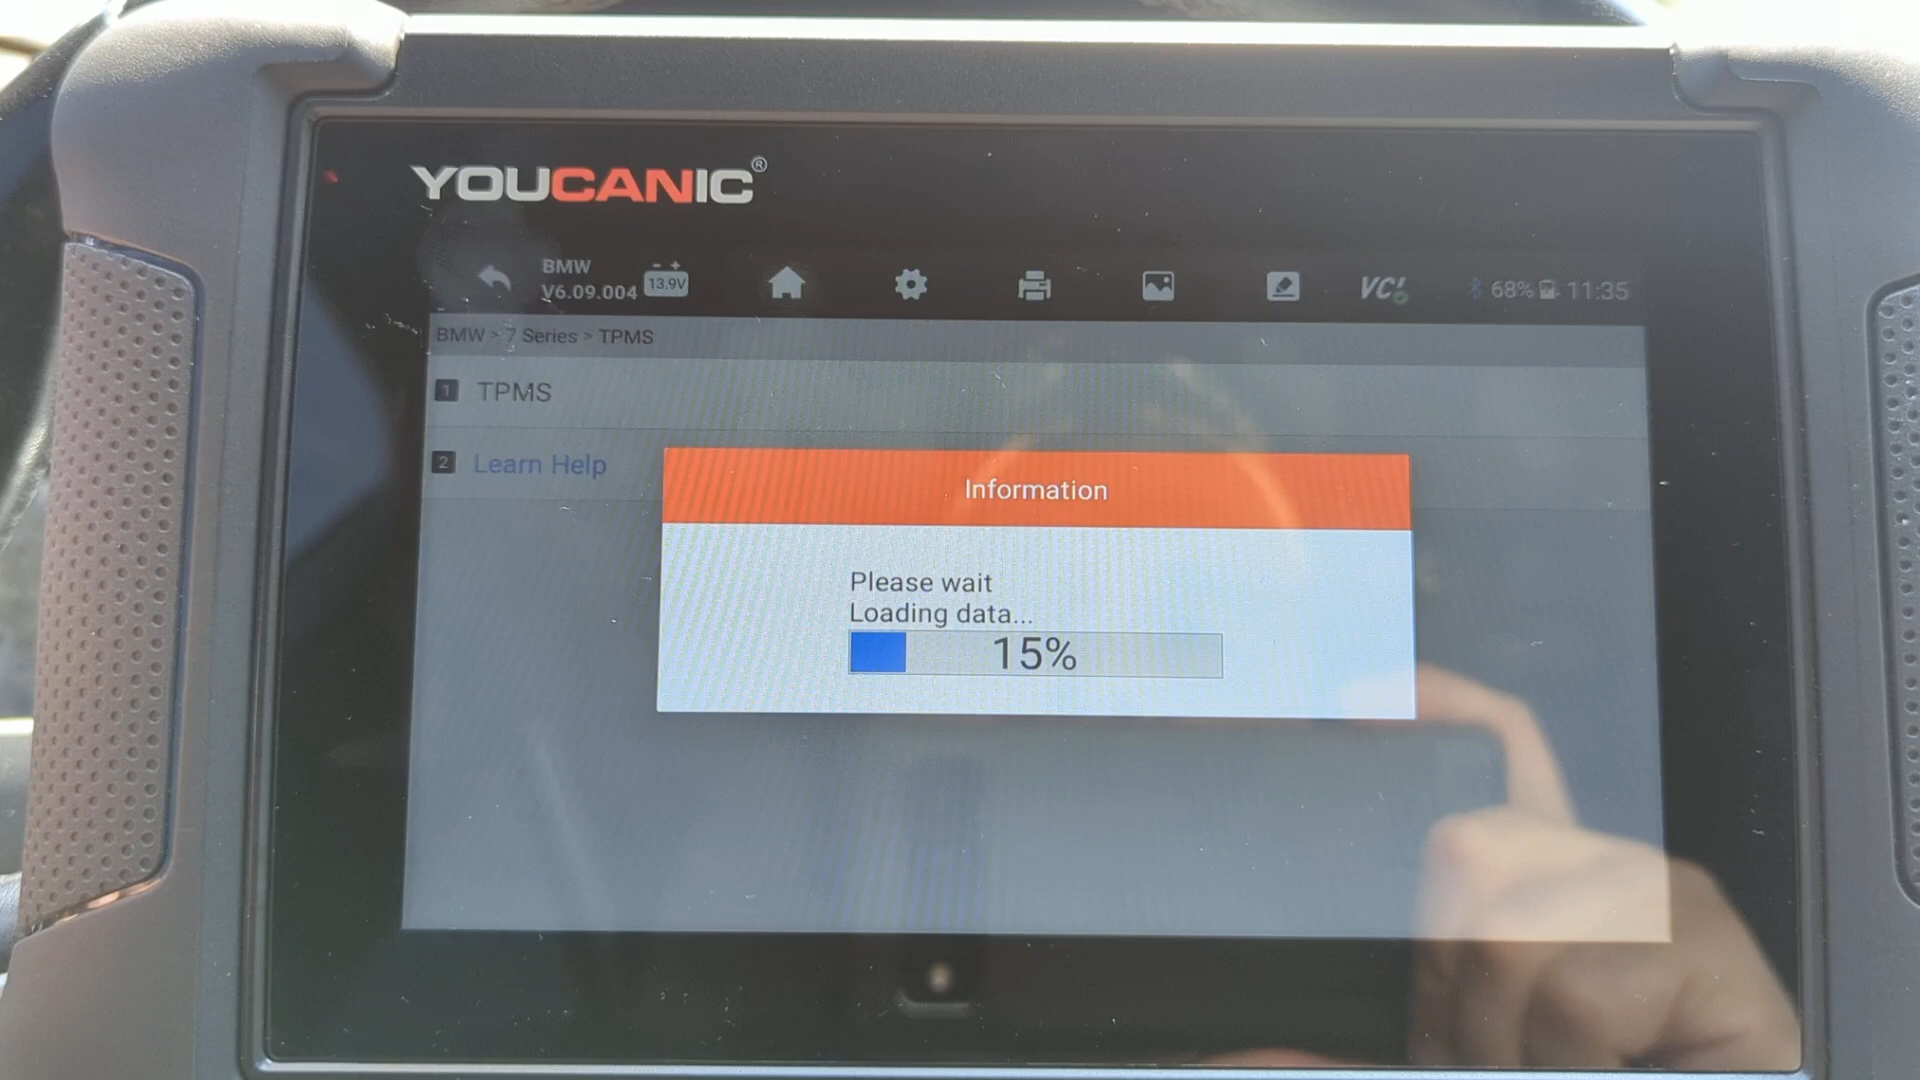 YOUCANIC®
BMW
V6.09.004
- +
13.9V
VCI
68%
11:35
BMW > 7 Series > TPMS
1 TPMS
2 Learn Help
Information
Please wait
Loading data...
15%